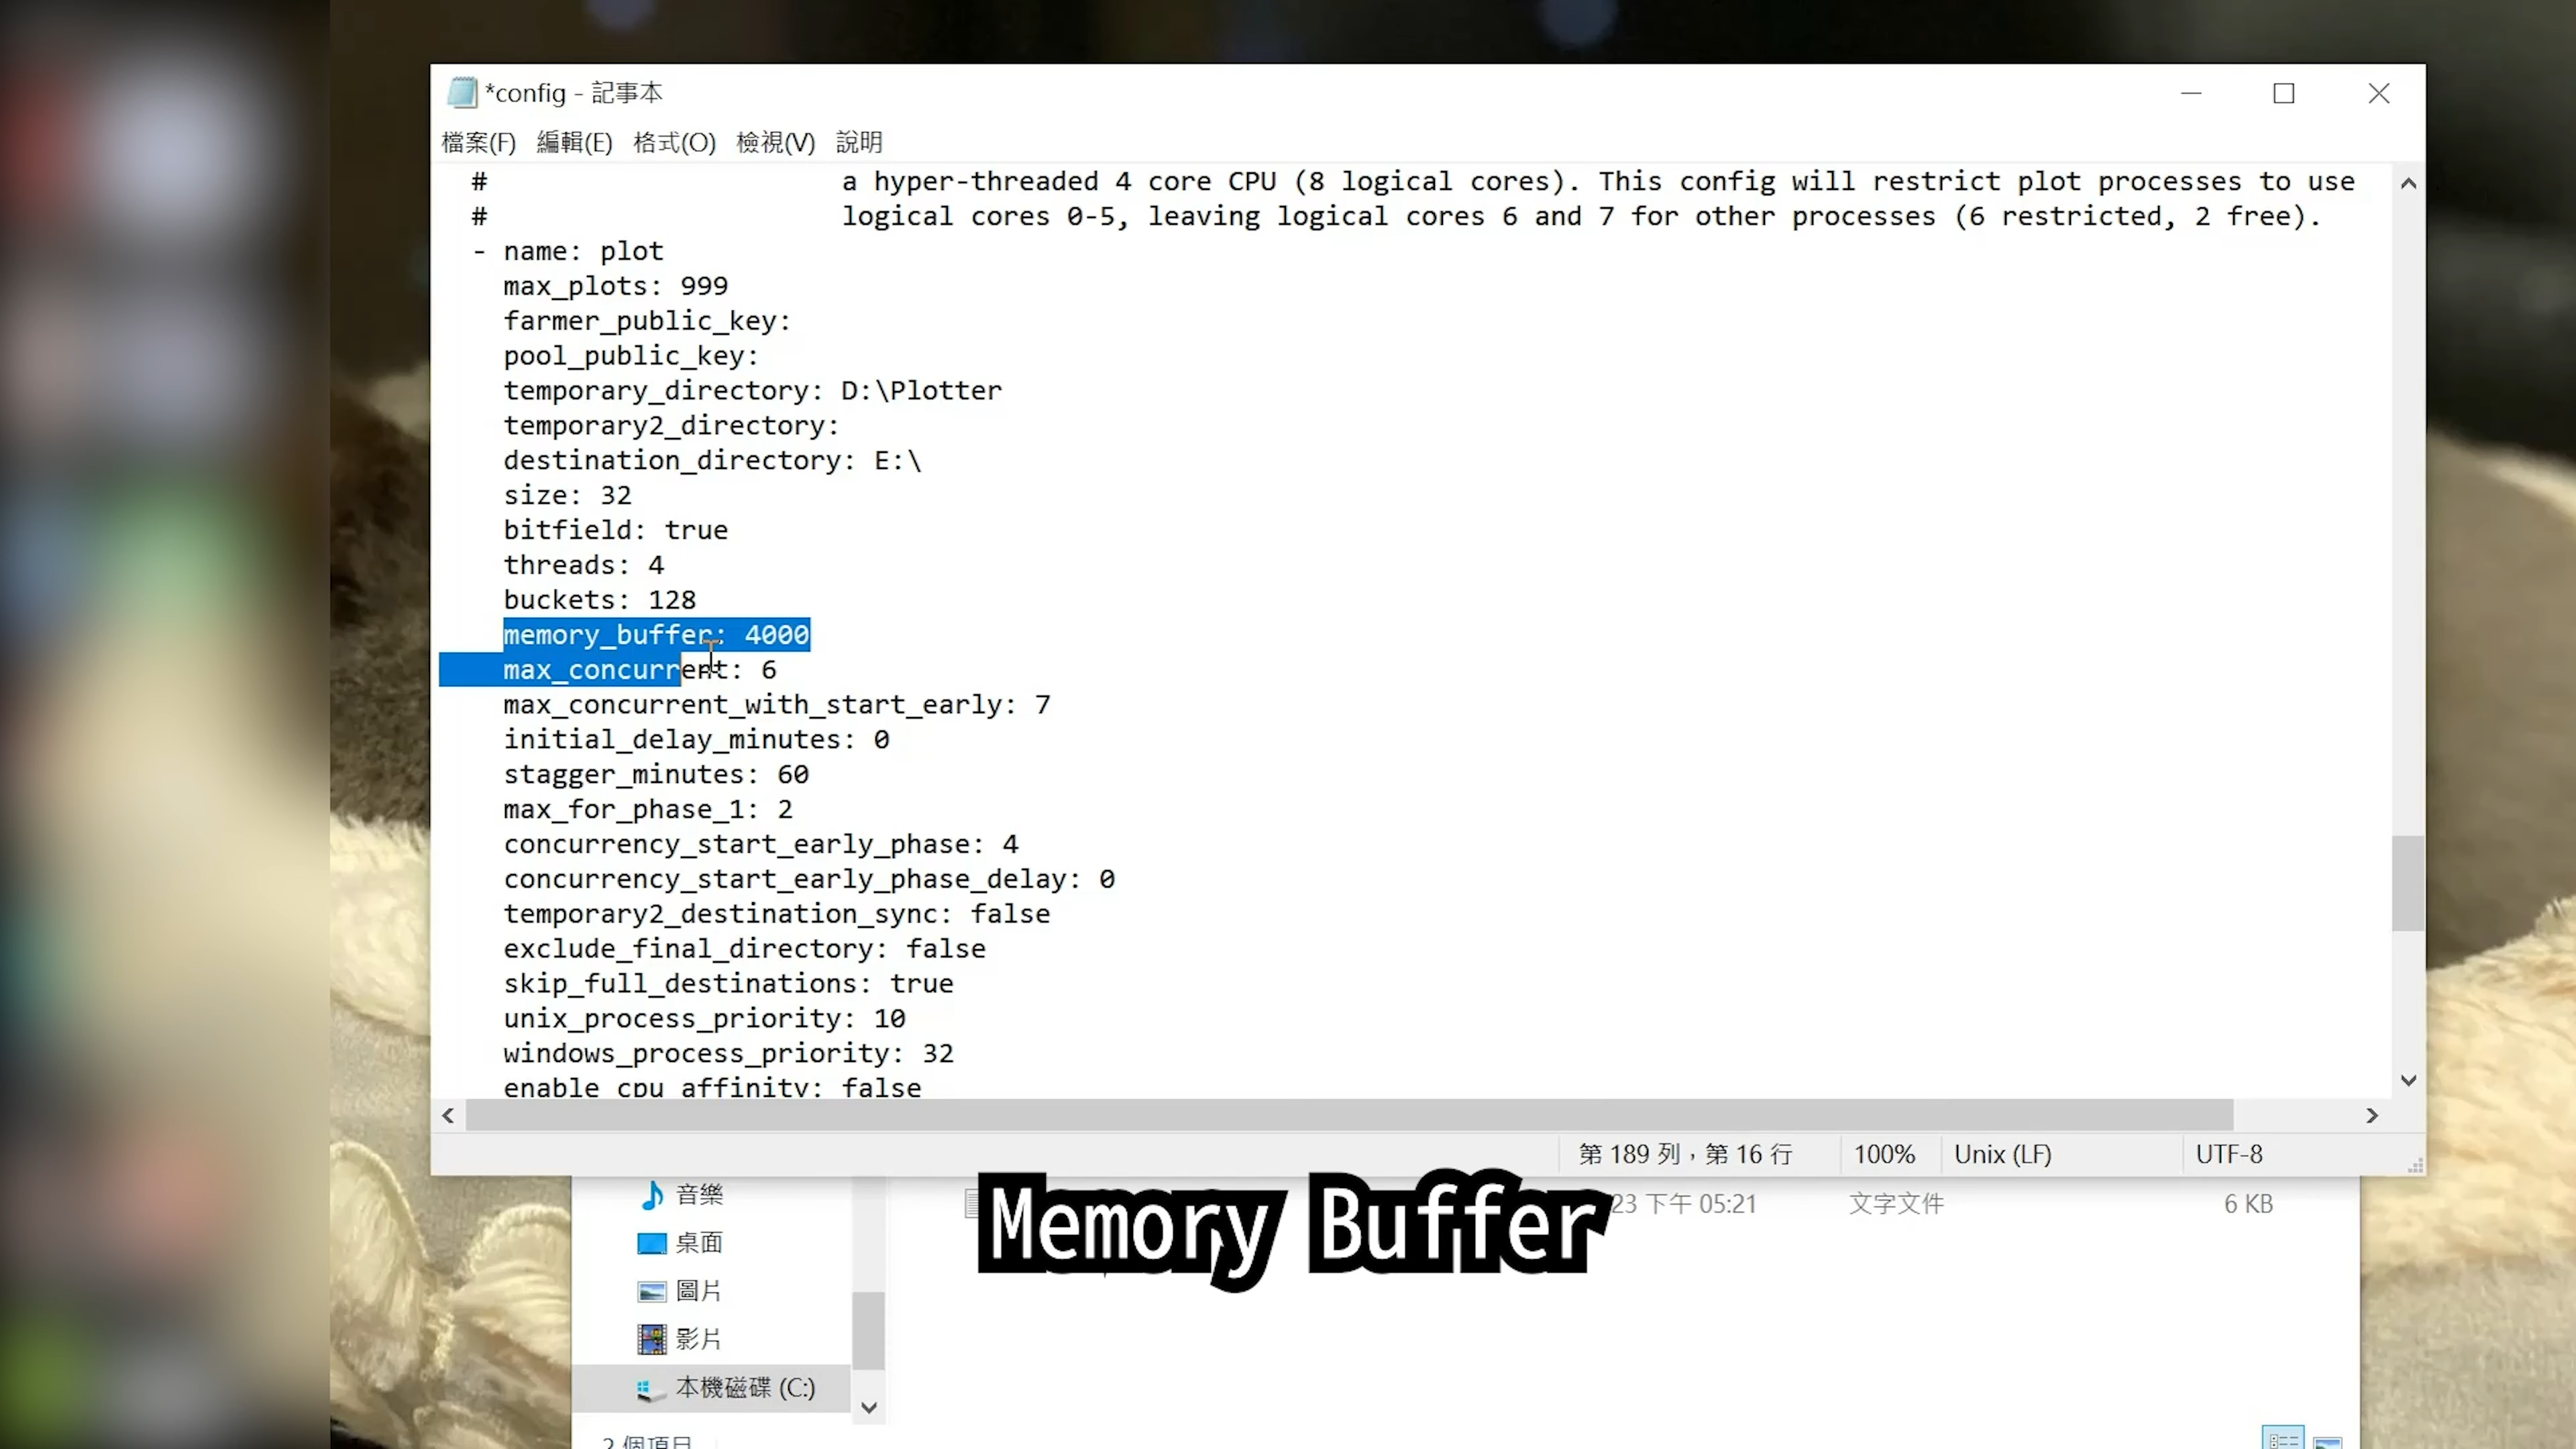 *config - 記事本
檔案(F) 編輯(E) 格式(O) 檢視(V) 說明
# a hyper-threaded 4 core CPU (8 logical cores). This config will restrict plot processes to use
# logical cores 0-5, leaving logical cores 6 and 7 for other processes (6 restricted, 2 free).
- name: plot
max_plots: 999
farmer_public_key:
pool_public_key:
temporary_directory: D:\Plotter
temporary2_directory:
destination_directory: E:\
size: 32
bitfield: true
threads: 4
buckets: 128
memory_buffer: 4000
max_concurrent: 6
max_concurrent_with_start_early: 7
initial_delay_minutes: 0
stagger_minutes: 60
max_for_phase_1: 2
concurrency_start_early_phase: 4
concurrency_start_early_phase_delay: 0
temporary2_destination_sync: false
exclude_final_directory: false
skip_full_destinations: true
unix_process_priority: 10
windows_process_priority: 32
enable_cpu_affinity: false
第 189 列，第 16 行 100% Unix (LF) UTF-8
音樂
23 下午 05:21 文字文件 6 KB
Memory Buffer
桌面
圖片
影片
本機磁碟 (C:)
2 個項目